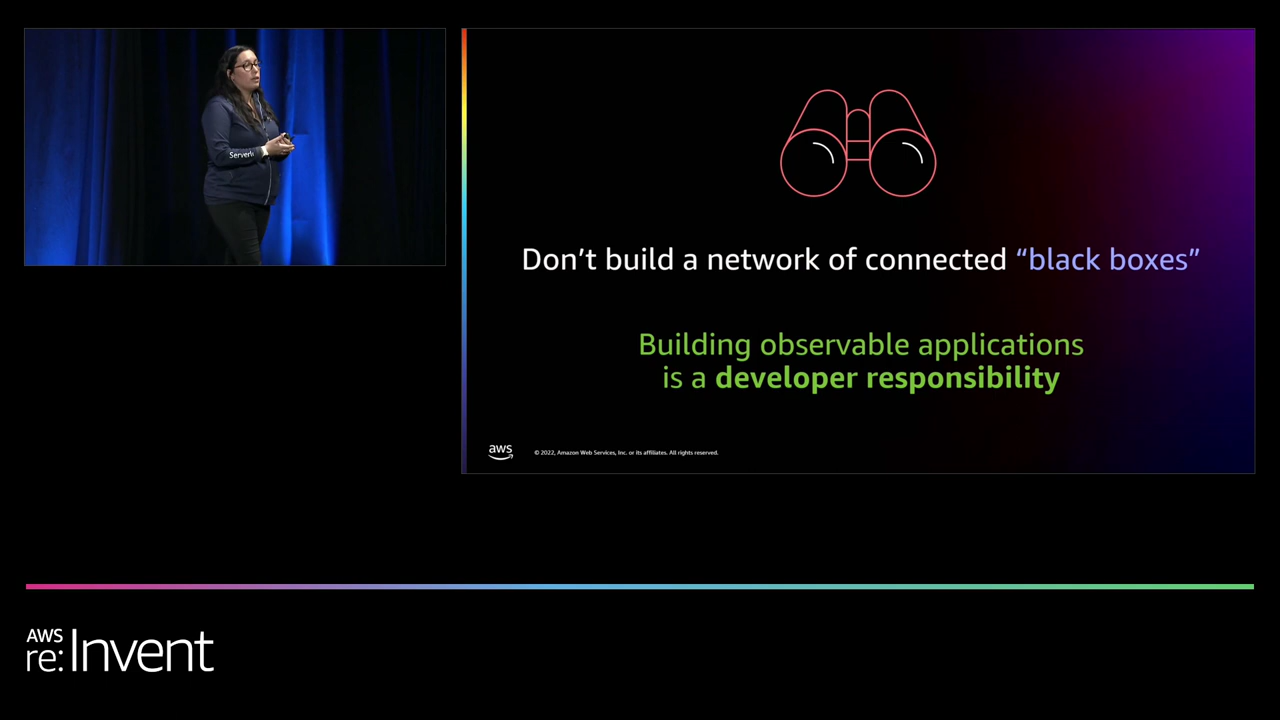 Don’t build a network of connected “black boxes”
Building observable applications
is a developer responsibility
aws
© 2022, Amazon Web Services, Inc. or its affiliates. All rights reserved.
AWS
re:Invent